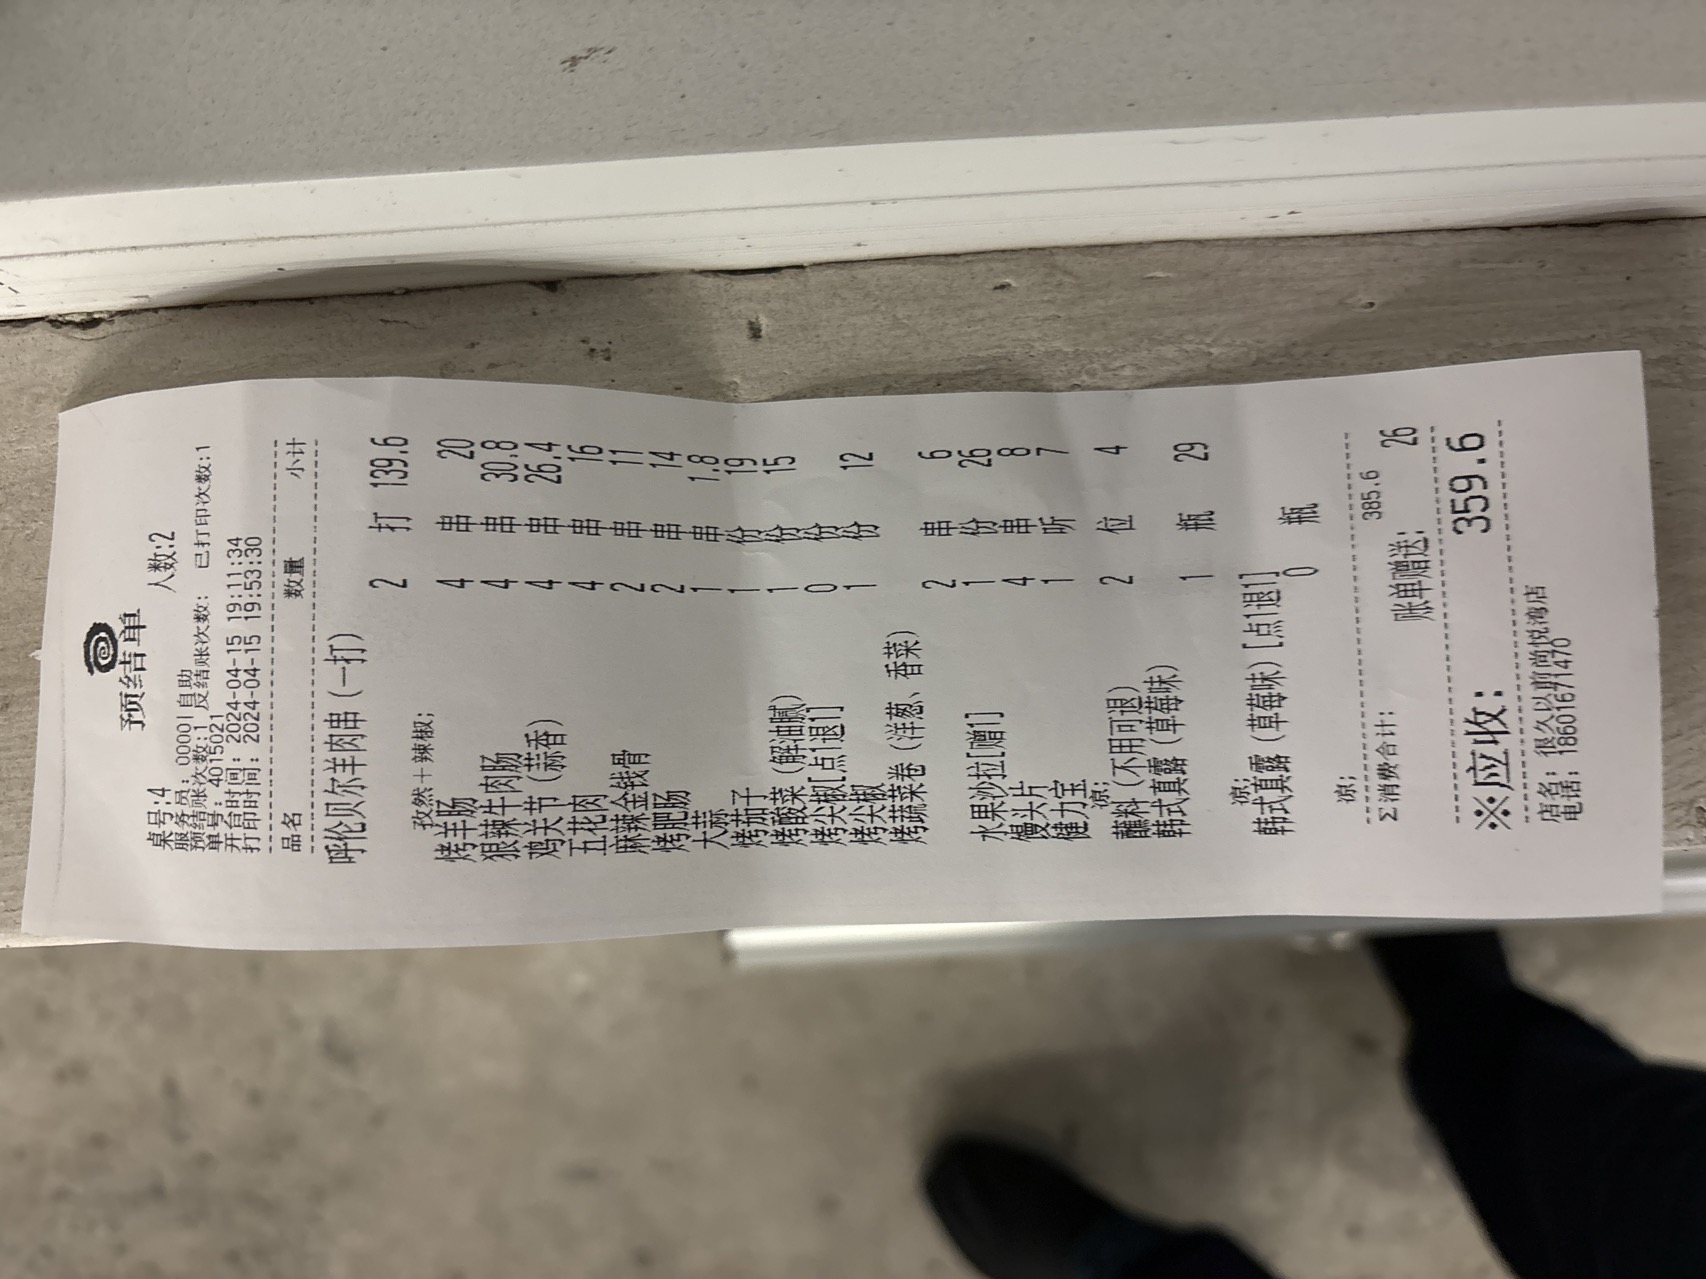 预结单
桌号:4 人数:2
服务员: 00001自助
预结账次数:1 反结账次数: 已打印次数:1
单号: 4015021
开台时间: 2024-04-15 19:11:34
打印时间: 2024-04-15 19:53:30
品名 数量 小计
呼伦贝尔羊肉串(一打)
2 打 139.6
孜然+辣椒;
烤羊肠 4 串 20
狠辣牛肉肠 4 串 30.8
鸡关节(蒜香) 4 串 26.4
五花肉 4 串 16
麻辣金钱骨 2 串 11
烤肥肠 2 串 14
大蒜 1 串 1.8
烤茄子 1 份 19
烤酸菜(解油腻) 1 份 15
烤尖椒[点1退1] 0 份
烤尖椒 1 份 12
烤蔬菜卷(洋葱、香菜)
2 串 6
水果沙拉[赠1] 1 份 26
馒头片 4 串 8
健力宝 1 听 7
凉;
蘸料(不用可退) 2 位 4
韩式真露(草莓味)
1 瓶 29
凉;
韩式真露(草莓味)[点1退1]
0 瓶
凉;
Σ消费合计: 385.6
账单赠送: 26
※应收: 359.6
店名: 很久以前尚悦湾店
电话: 18601671470